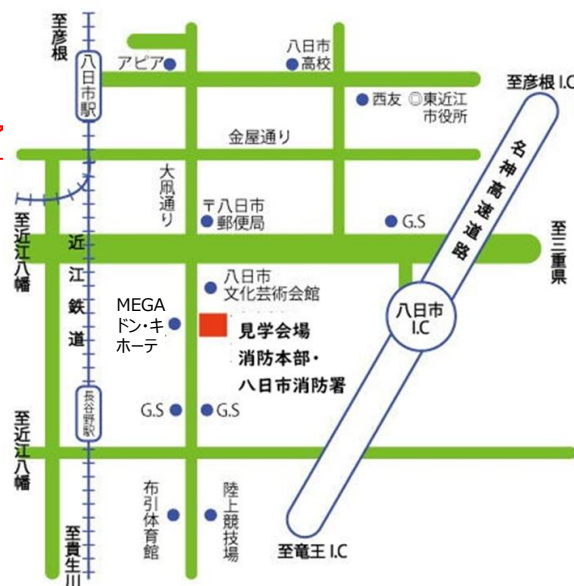 至彦根
八日市駅
アピア
八日市
高校
西友
◎東近江
市役所
至彦根 I.C
名神高速道路
金屋通り
大凧通り
〒八日市
郵便局
G.S
至近江八幡
近江鉄道
至三重県
八日市
文化芸術会館
MEGA
ドン・キ
ホーテ
見学会場
消防本部・
八日市消防署
八日市
I.C
長谷野駅
G.S
G.S
至近江八幡
布引体育館
陸上競技場
至竜王 I.C
至貴生川